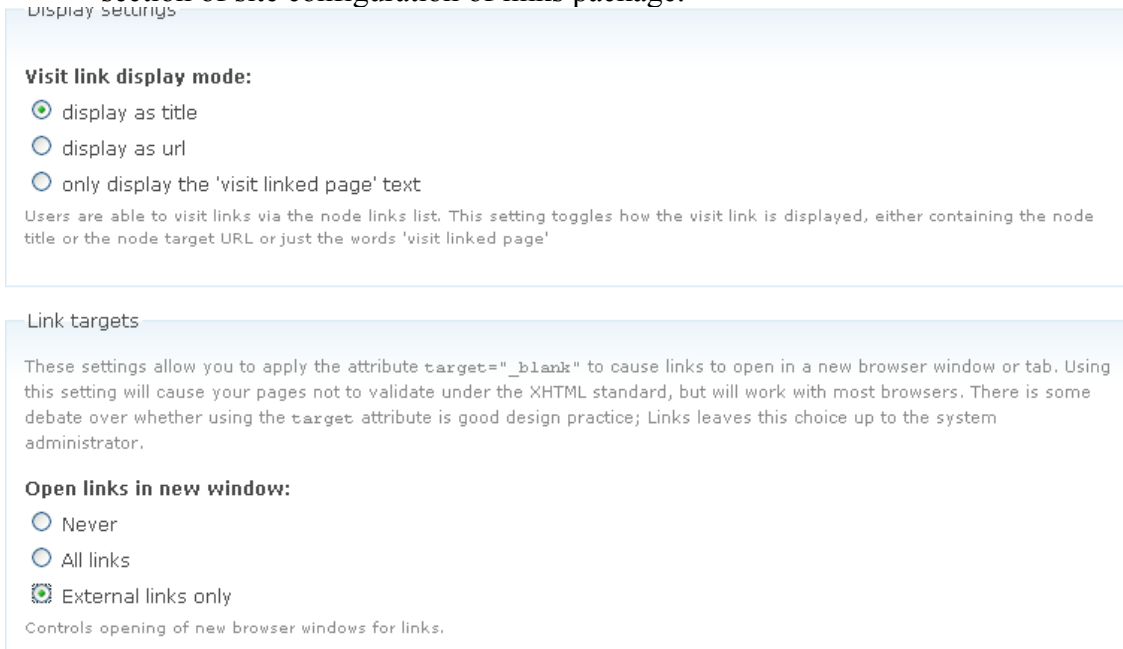 section of site configuration of links package.
Display settings
Visit link display mode:
display as title
display as url
only display the 'visit linked page' text
Users are able to visit links via the node links list. This setting toggles how the visit link is displayed, either containing the node
title or the node target URL or just the words 'visit linked page'
Link targets
These settings allow you to apply the attribute target="_blank" to cause links to open in a new browser window or tab. Using
this setting will cause your pages not to validate under the XHTML standard, but will work with most browsers. There is some
debate over whether using the target attribute is good design practice; Links leaves this choice up to the system
administrator.
Open links in new window:
Never
All links
External links only
Controls opening of new browser windows for links.